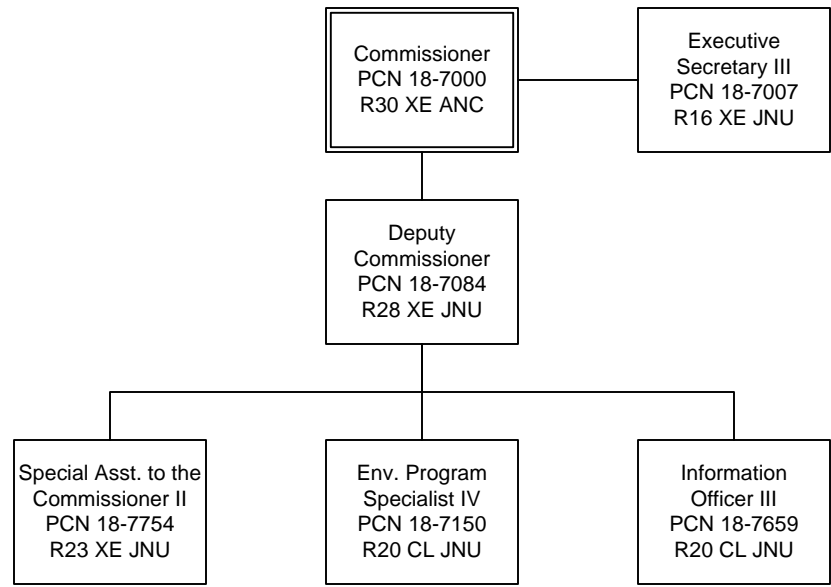 Commissioner
PCN 18-7000
R30 XE ANC
Executive
Secretary III
PCN 18-7007
R16 XE JNU
Deputy
Commissioner
PCN 18-7084
R28 XE JNU
Special Asst. to the
Commissioner II
PCN 18-7754
R23 XE JNU
Env. Program
Specialist IV
PCN 18-7150
R20 CL JNU
Information
Officer III
PCN 18-7659
R20 CL JNU